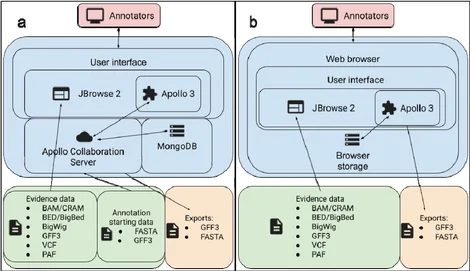 a
Annotators
User interface
JBrowse 2
Apollo 3
Apollo Collaboration
Server
MongoDB
Evidence data
BAM/CRAM
BED/BigBed
BigWig
GFF3
VCF
PAF
Annotation
starting data
FASTA
GFF3
Exports:
GFF3
FASTA
b
Annotators
Web browser
User interface
JBrowse 2
Apollo 3
Browser
storage
Evidence data
BAM/CRAM
BED/BigBed
BigWig
GFF3
VCF
PAF
Exports:
GFF3
FASTA